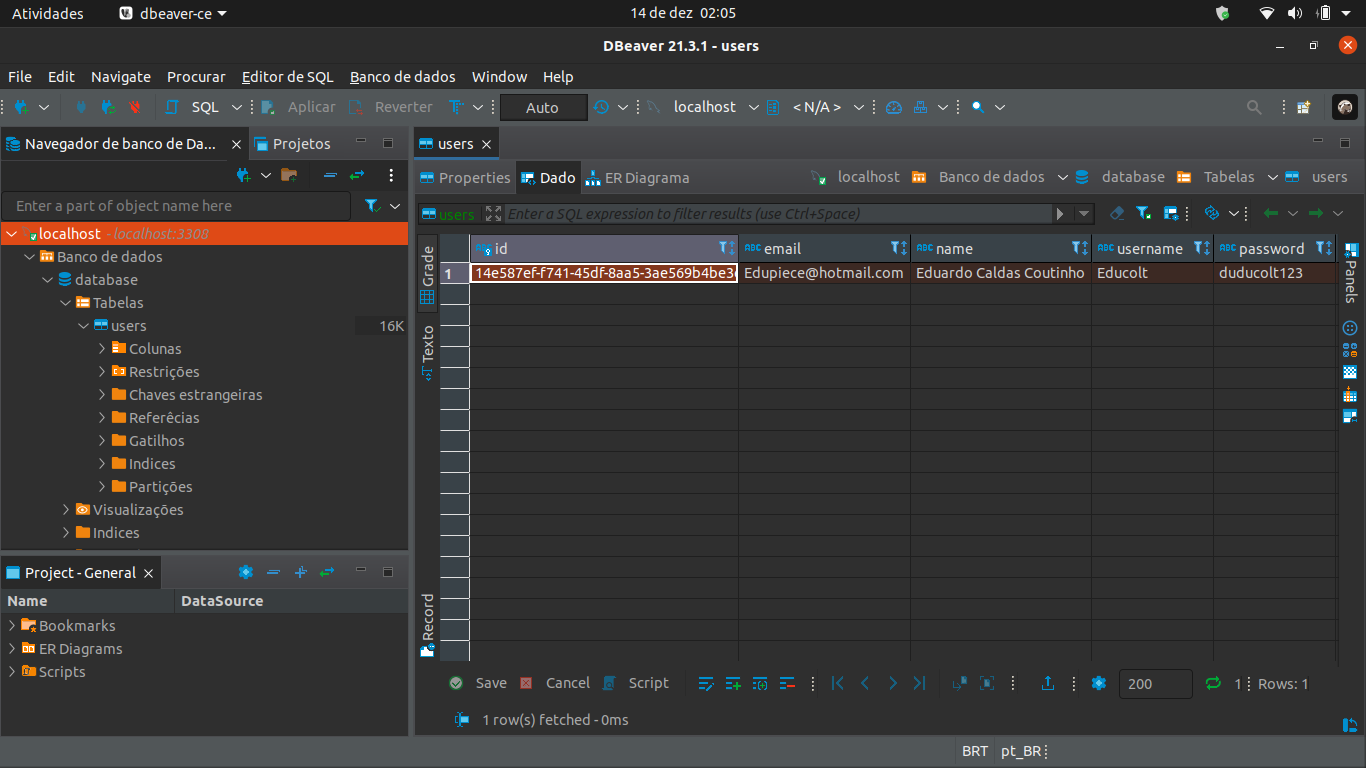 Atividades dbeaver-ce 14 de dez 02:05
DBeaver 21.3.1 - users
File Edit Navigate Procurar Editor de SQL Banco de dados Window Help
SQL Aplicar Reverter Auto localhost < N/A >
Navegador de banco de Da... Projetos
users
Properties Dado ER Diagrama localhost Banco de dados database Tabelas users
Enter a part of object name here
users Enter a SQL expression to filter results (use Ctrl+Space)
localhost - localhost:3308
Banco de dados
database
Tabelas
users 16K
Colunas
Restrições
Chaves estrangeiras
Referêcias
Gatilhos
Indices
Partições
Visualizações
Indices
Grade
Texto
Record
id ABC email ABC name ABC username ABC password
1 14e587ef-f741-45df-8aa5-3ae569b4be3 Edupiece@hotmail.com Eduardo Caldas Coutinho Educolt duducolt123
Panels
Project - General
Name DataSource
Bookmarks
ER Diagrams
Scripts
Save Cancel Script 200 1 Rows: 1
1 row(s) fetched - 0ms
BRT pt_BR